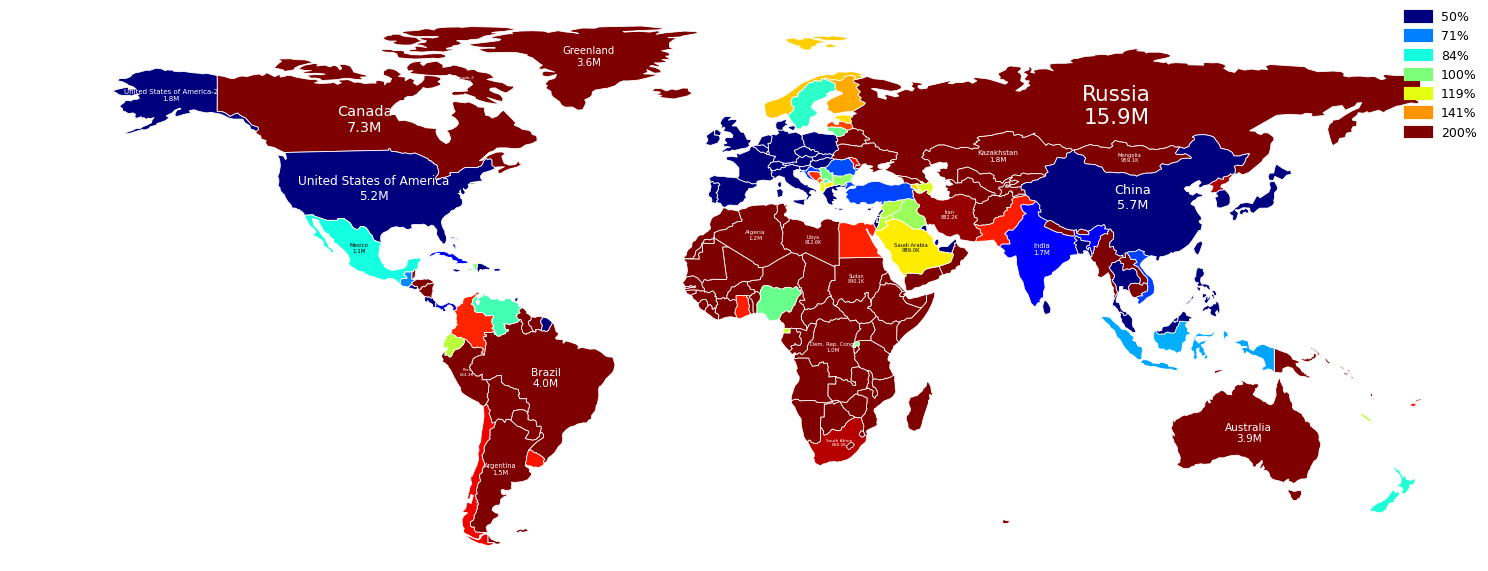 50%
71%
84%
100%
119%
141%
200%
Greenland
3.6M
United States of America-2
1.8M
Canada
7.3M
Russia
15.9M
Kazakhstan
1.8M
Mongolia
959.1K
United States of America
5.2M
China
5.7M
Iran
882.2K
Algeria
1.2M
Libya
812.6K
Saudi Arabia
989.0K
Mexico
1.1M
India
1.7M
Sudan
840.1K
Dem. Rep. Congo
1.0M
Brazil
4.0M
South Africa
Australia
3.9M
Argentina
1.5M